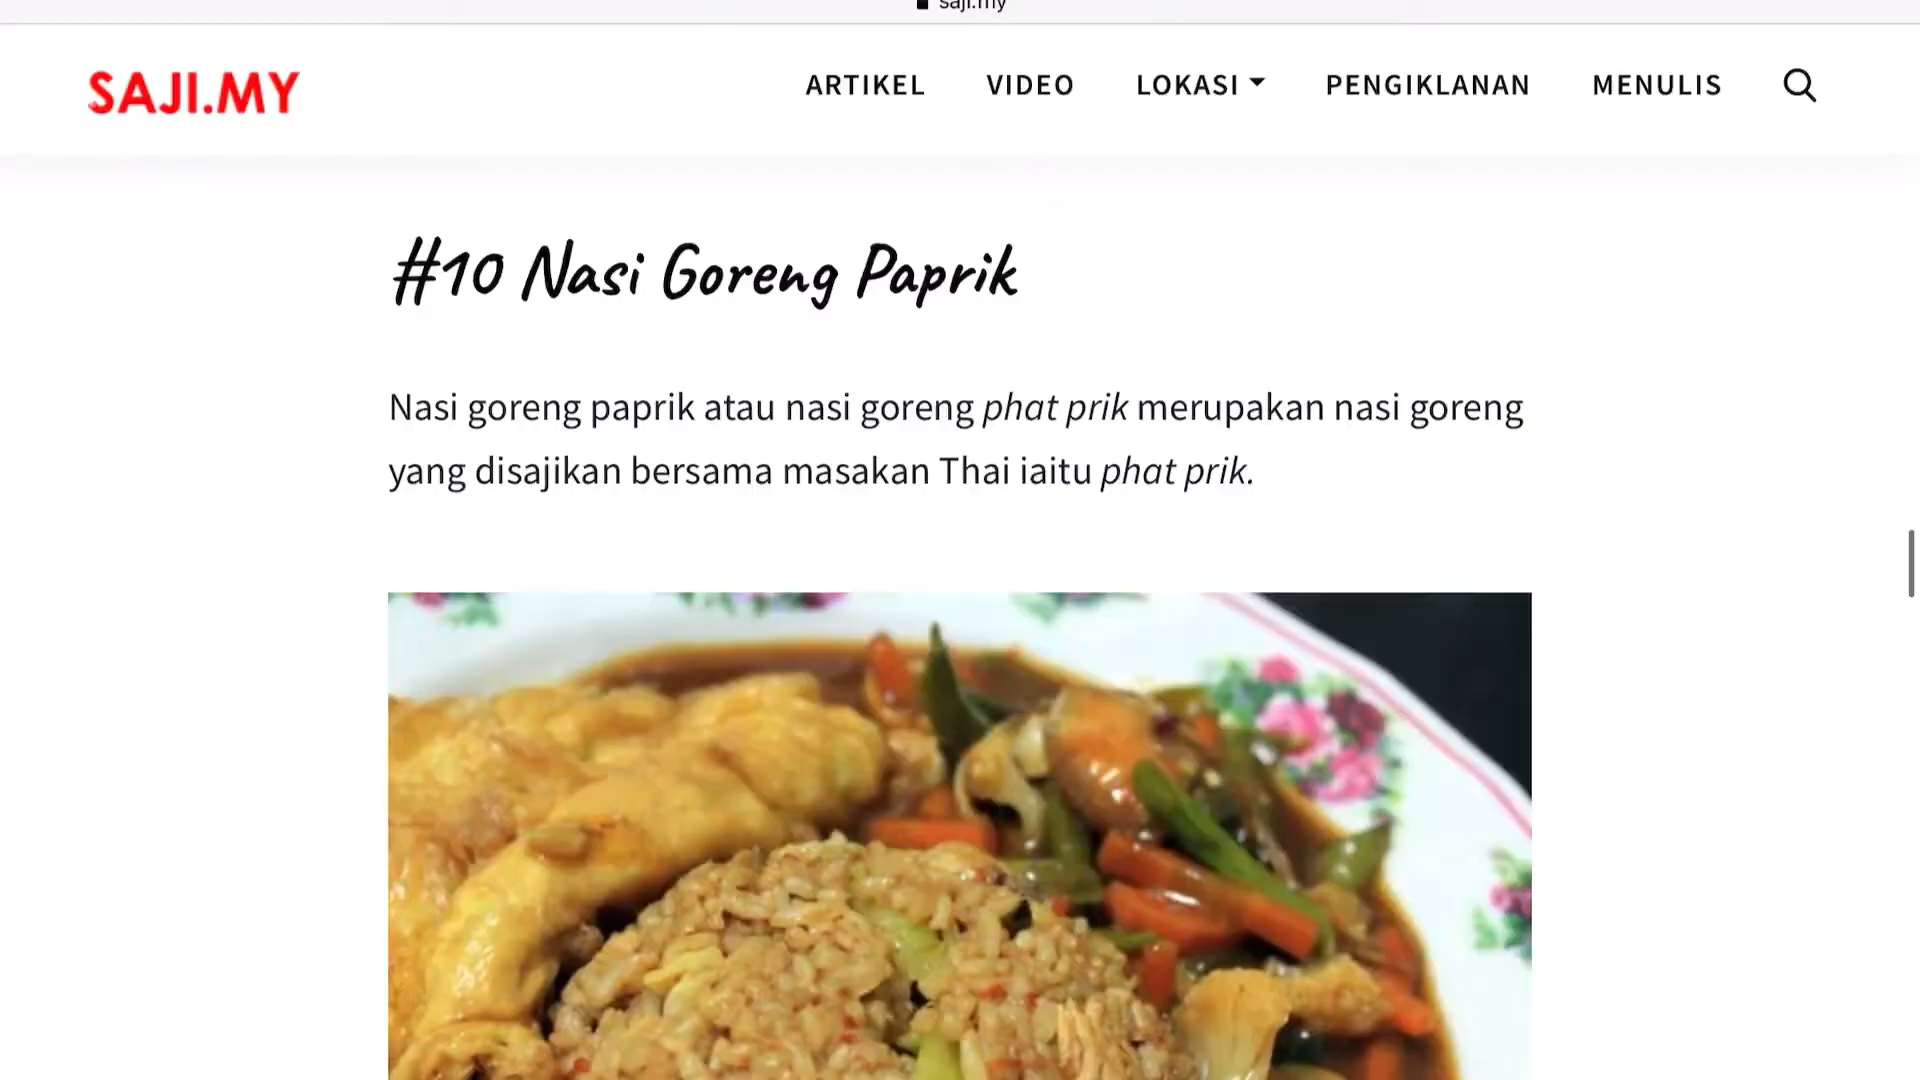 saji.my
SAJI.MY
ARTIKEL
VIDEO
LOKASI
PENGIKLANAN
MENULIS
#10 Nasi Goreng Paprik
Nasi goreng paprik atau nasi goreng phat prik merupakan nasi goreng
yang disajikan bersama masakan Thai iaitu phat prik.